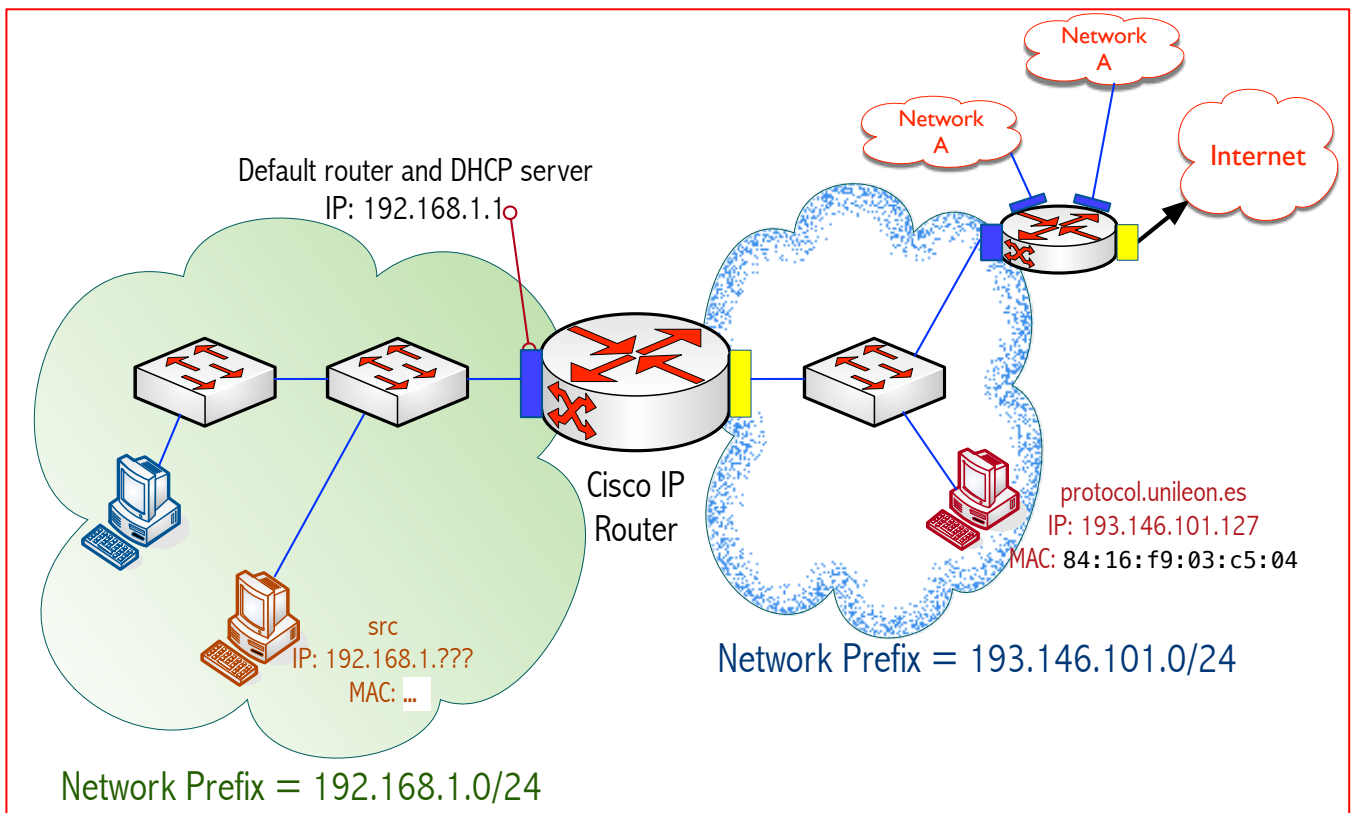 Network
A
Network
A
Internet
Default router and DHCP server
IP: 192.168.1.1
Cisco IP
Router
protocol.unileon.es
IP: 193.146.101.127
MAC: 84:16:f9:03:c5:04
src
IP: 192.168.1.???
MAC: ...
Network Prefix = 193.146.101.0/24
Network Prefix = 192.168.1.0/24